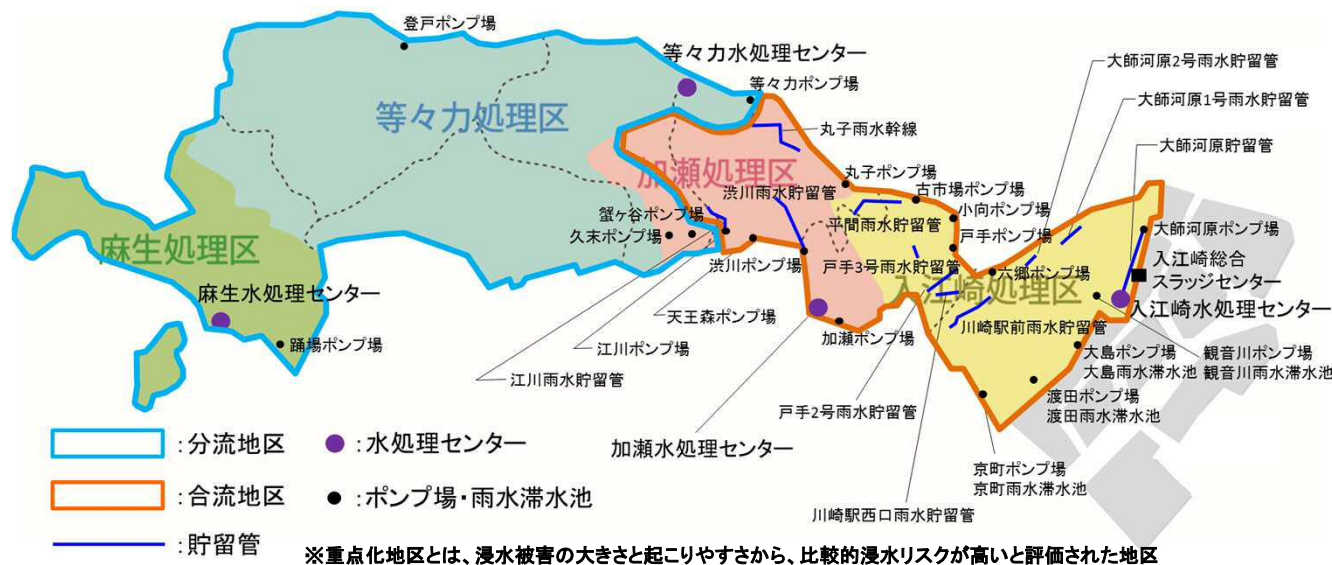 登戸ポンプ場
等々力水処理センター
等々力ポンプ場
大師河原2号雨水貯留管
大師河原1号雨水貯留管
大師河原貯留管
等々力処理区
丸子雨水幹線
加瀬処理区
丸子ポンプ場
渋川雨水貯留管
古市場ポンプ場
小向ポンプ場
蟹ヶ谷ポンプ場
平間雨水貯留管
久末ポンプ場
戸手ポンプ場
大師河原ポンプ場
麻生処理区
渋川ポンプ場
戸手3号雨水貯留管
六郷ポンプ場
入江崎総合
スラッジセンター
入江崎処理区
麻生水処理センター
入江崎水処理センター
天王森ポンプ場
川崎駅前雨水貯留管
踊場ポンプ場
江川ポンプ場
加瀬ポンプ場
大島ポンプ場
大島雨水滞水池
観音川ポンプ場
観音川雨水滞水池
江川雨水貯留管
戸手2号雨水貯留管
渡田ポンプ場
渡田雨水滞水池
加瀬水処理センター
京町ポンプ場
京町雨水滞水池
川崎駅西口雨水貯留管
:分流地区
:水処理センター
:合流地区
:ポンプ場・雨水滞水池
:貯留管
※重点化地区とは、浸水被害の大きさと起こりやすさから、比較的浸水リスクが高いと評価された地区